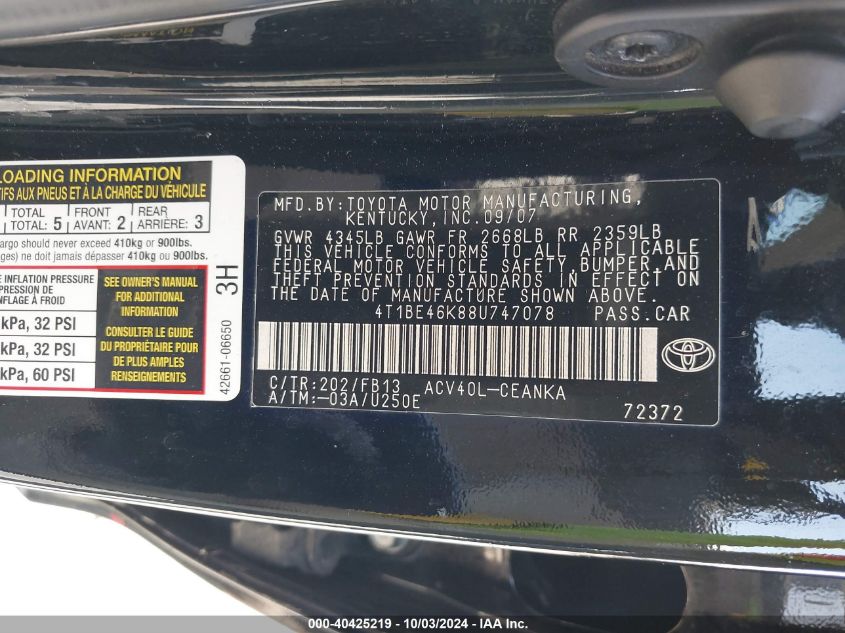 LOADING INFORMATION
TIFS AUX PNEUS ET À LA CHARGE DU VÉHICULE
TOTAL FRONT REAR
TOTAL: 5 AVANT: 2 ARRIÈRE: 3
cargo should never exceed 410kg or 900lbs.
ges) ne doit jamais dépasser 410kg ou 900lbs.
E INFLATION PRESSURE
PRESSION DE
NFLAGE À FROID
kPa, 32 PSI
kPa, 32 PSI
kPa, 60 PSI
SEE OWNER'S MANUAL
FOR ADDITIONAL
INFORMATION
CONSULTER LE GUIDE
DU PROPRIÉTAIRE POUR
DE PLUS AMPLES
RENSEIGNEMENTS
3H
42661-06650
MFD.BY:TOYOTA MOTOR MANUFACTURING,
KENTUCKY, INC.09/07
GVWR 4345LB GAWR FR 2668LB RR 2359LB
THIS VEHICLE CONFORMS TO ALL APPLICABLE
FEDERAL MOTOR VEHICLE SAFETY, BUMPER, AND
THEFT PREVENTION STANDARDS IN EFFECT ON
THE DATE OF MANUFACTURE SHOWN ABOVE.
4T1BE46K88U747078 PASS.CAR
C/TR:202/FB13 ACV40L-CEANKA
A/TM:-03A/U250E
72372
000-40425219 - 10/03/2024 - IAA Inc.